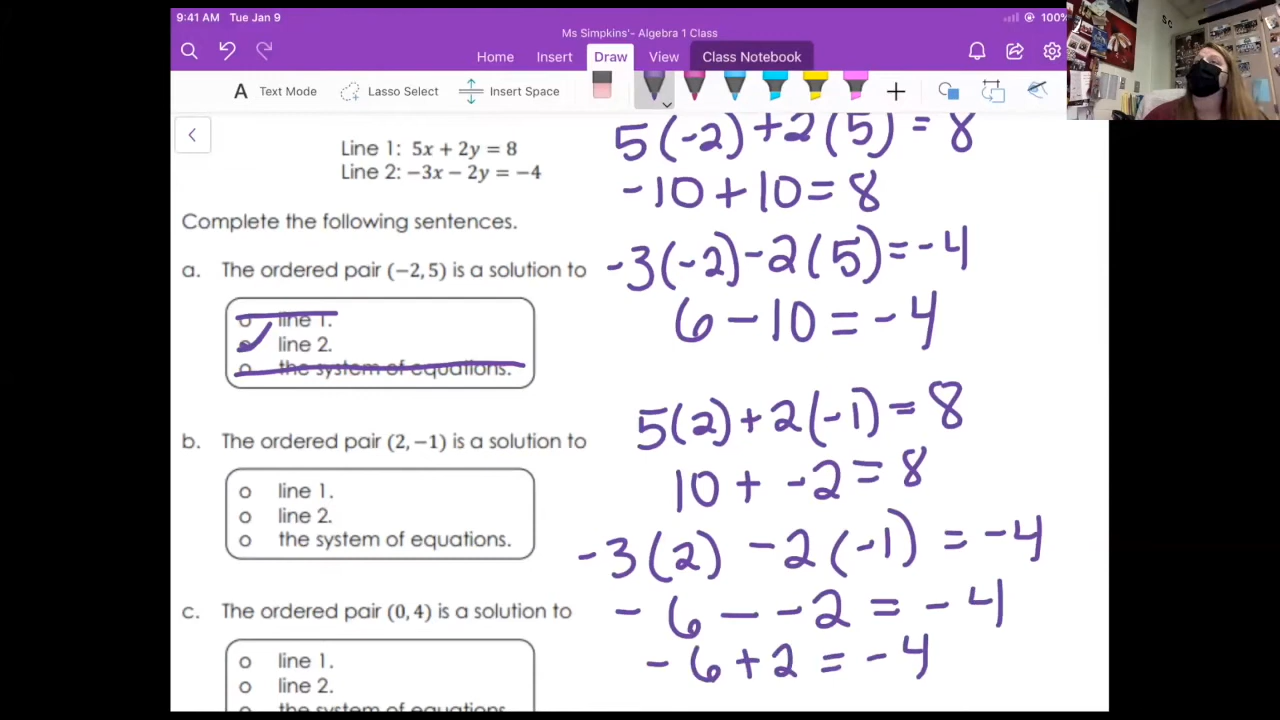 9:41 AM Tue Jan 9
100%
Ms Simpkins'- Algebra 1 Class
Home Insert Draw View Class Notebook
Text Mode Lasso Select Insert Space
Line 1: 5x + 2y = 8
Line 2: −3x − 2y = −4
Complete the following sentences.
a. The ordered pair (−2, 5) is a solution to
line 1.
line 2.
the system of equations.
b. The ordered pair (2, −1) is a solution to
line 1.
line 2.
the system of equations.
c. The ordered pair (0, 4) is a solution to
line 1.
line 2.
the system of equations.
5(-2) + 2(5) = 8
-10 + 10 = 8
-3(-2) - 2(5) = -4
6 - 10 = -4
5(2) + 2(-1) = 8
10 + -2 = 8
-3(2) - 2(-1) = -4
-6 - -2 = -4
-6 + 2 = -4